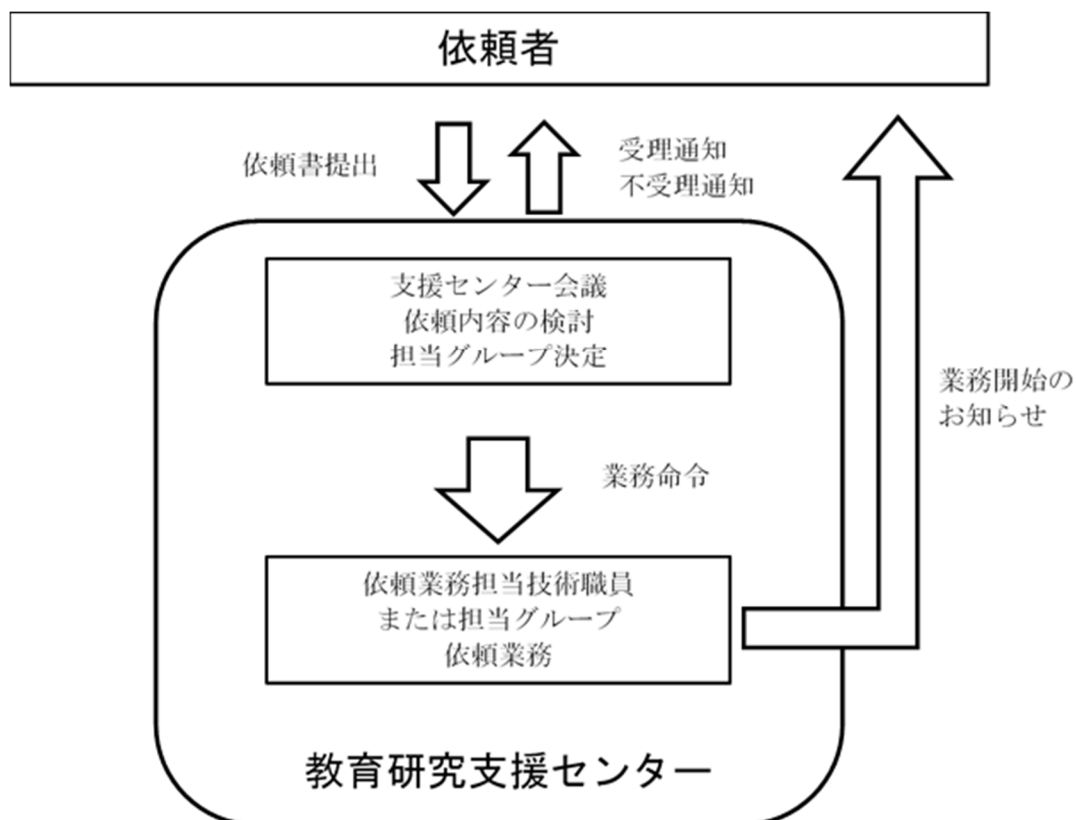 依頼者
依頼書提出
受理通知
不受理通知
支援センター会議
依頼内容の検討
担当グループ決定
業務開始の
お知らせ
業務命令
依頼業務担当技術職員
または担当グループ
依頼業務
教育研究支援センター